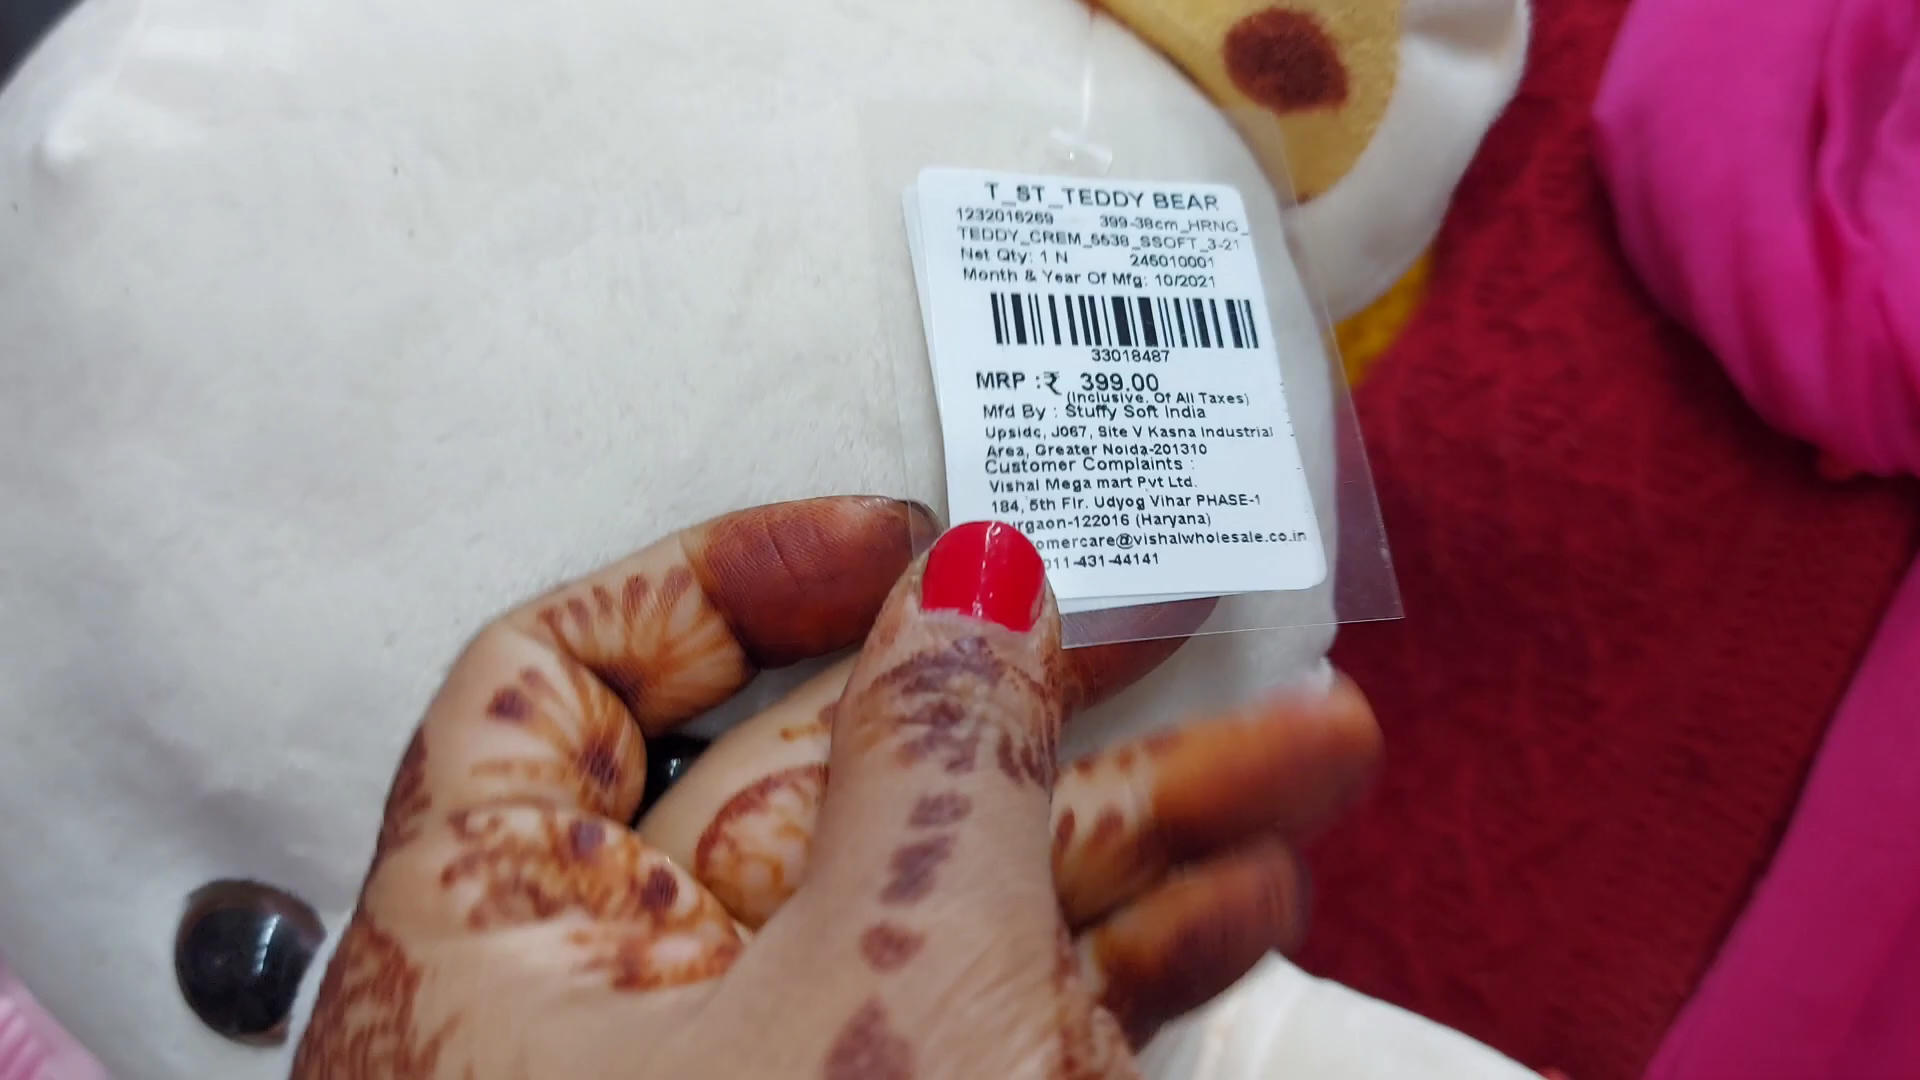 T_ST_TEDDY BEAR
1232016269 399-38cm_HRNG_
TEDDY_CREM_5538_SSOFT_3-21
Net Qty: 1 N 245010001
Month & Year Of Mfg: 10/2021
33018487
MRP :₹ 399.00
(Inclusive. Of All Taxes)
Mfd By : Stuffy Soft India
Upside, J067, Site V Kasna Industrial
Area, Greater Noida-201310
Customer Complaints :
Vishal Mega mart Pvt Ltd.
184, 5th Flr. Udyog Vihar PHASE-1
urgaon-122016 (Haryana)
omercare@vishalwholesale.co.in
011-431-44141